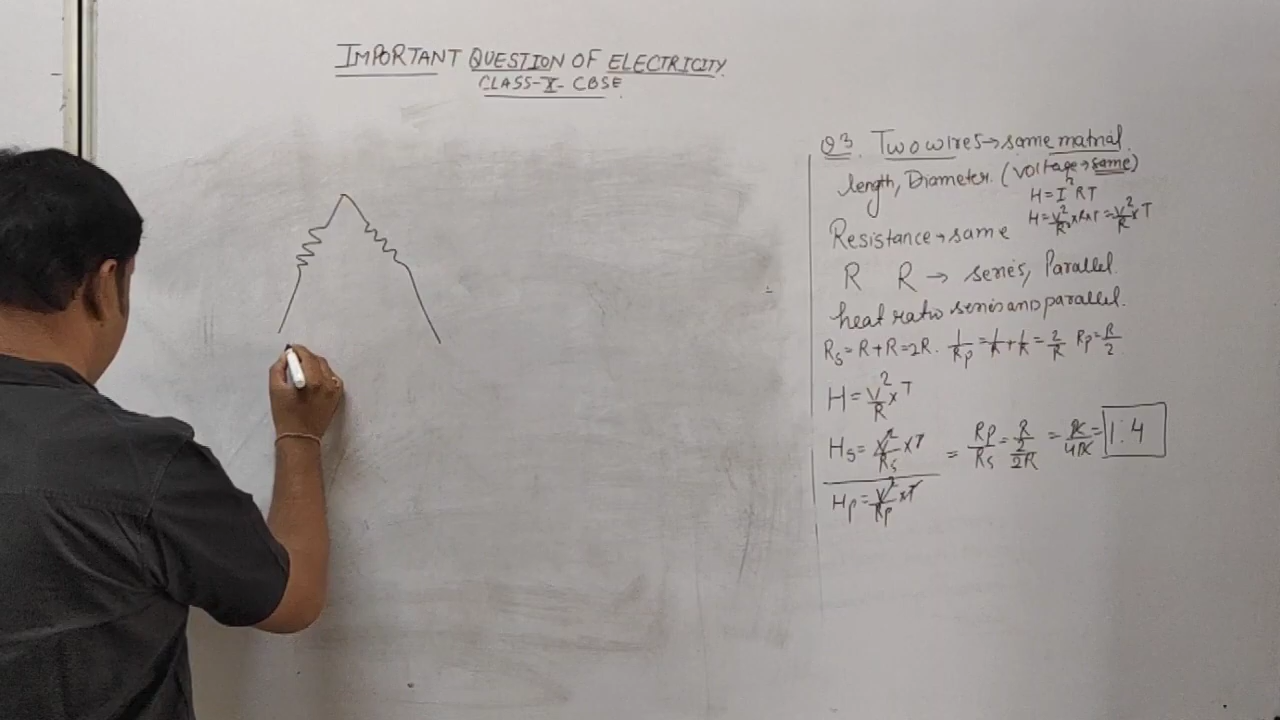 IMPORTANT QUESTION OF ELECTRICITY
CLASS-X-CBSE
Q3 Two wires→same matrial
length, Diameter. (voltage→same)
H=I²RT
H=V²/R²×R×T=V²/R×T
Resistance→same
R R → series, Parallel.
heat ratio series and parallel.
Rs=R+R=2R. 1/Rp=1/R+1/R=2/R Rp=R/2
H=V²/R×T
Hs=V²/Rs×T = Rp/Rs=R/2/2R = R/4R=1:4
Hp=V²/Rp×T